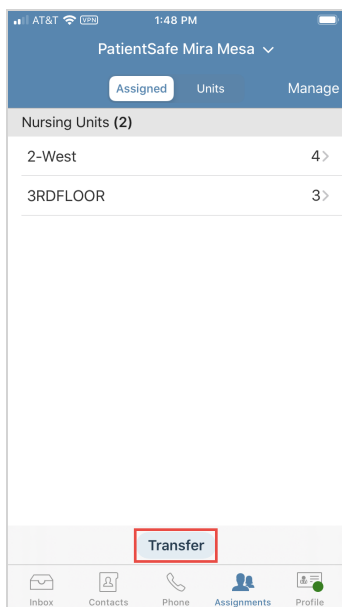 AT&T VPN 1:48 PM
PatientSafe Mira Mesa
Assigned Units Manage
Nursing Units (2)
2-West 4
3RDFLOOR 3
Transfer
Inbox Contacts Phone Assignments Profile